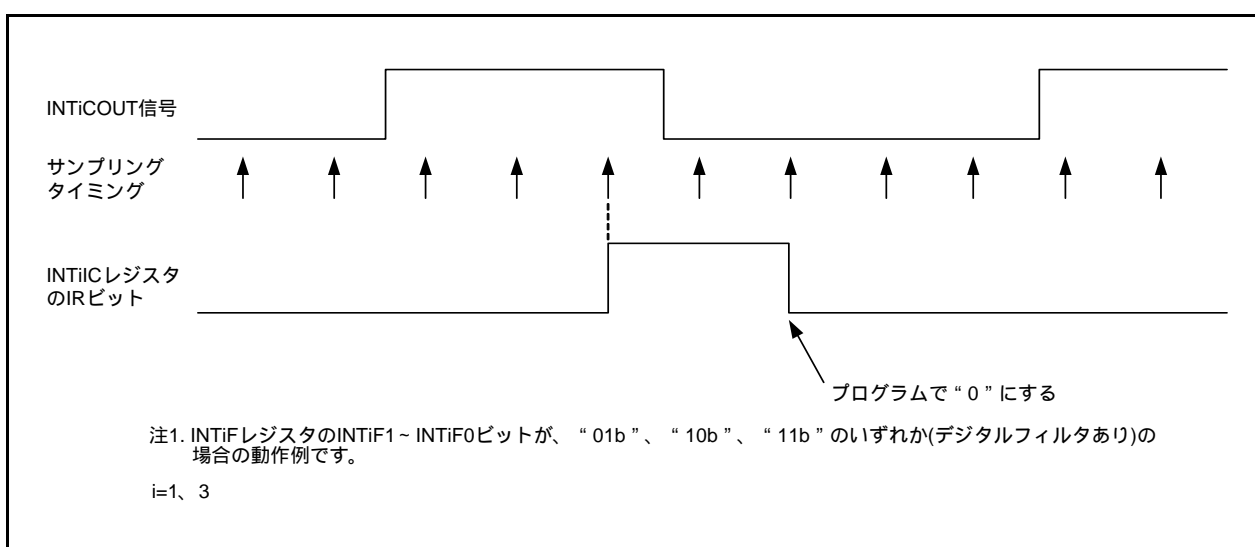 INTiCOUT信号
サンプリング
タイミング
INTiICレジスタ
のIRビット
プログラムで“0”にする
注1. INTiFレジスタのINTiF1~INTiF0ビットが、“01b”、“10b”、“11b”のいずれか(デジタルフィルタあり)の
場合の動作例です。
i=1、3